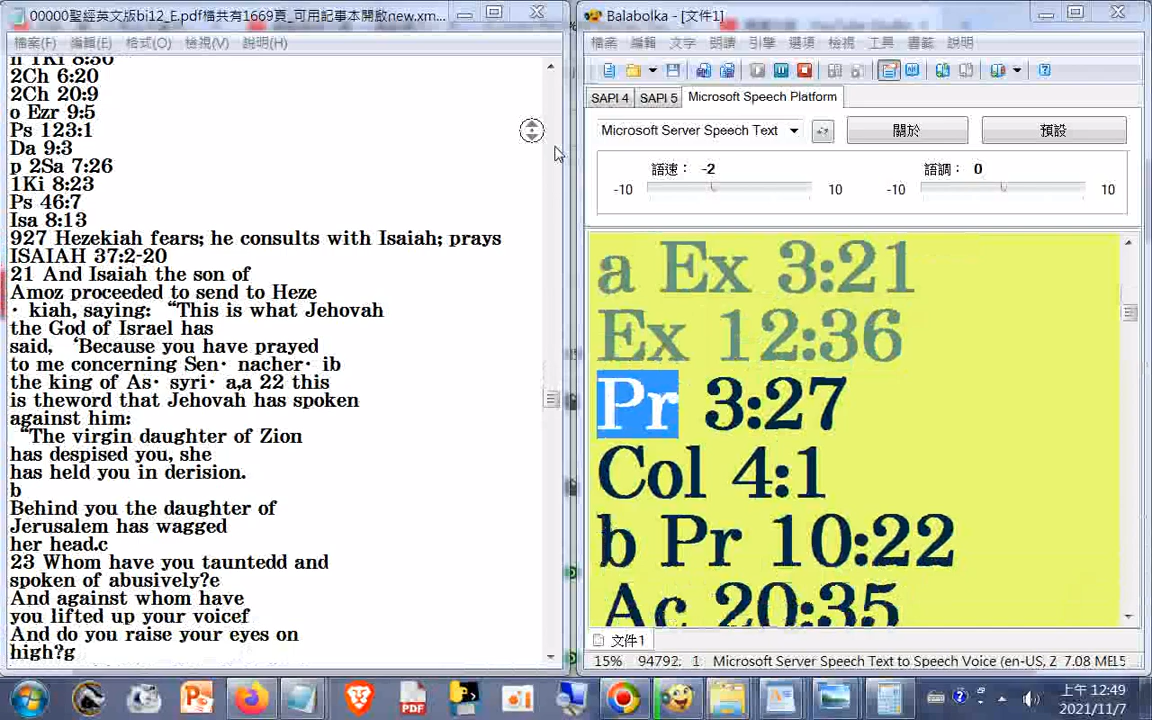 00000聖經英文版bi12_E.pdf檔共有1669頁_可用記事本開啟new.xm...
檔案(F) 編輯(E) 格式(O) 檢視(V) 說明(H)
n 1Ki 8:30
2Ch 6:20
2Ch 20:9
o Ezr 9:5
Ps 123:1
Da 9:3
p 2Sa 7:26
1Ki 8:23
Ps 46:7
Isa 8:13
927 Hezekiah fears; he consults with Isaiah; prays
ISAIAH 37:2-20
21 And Isaiah the son of
Amoz proceeded to send to Heze
· kiah, saying: “This is what Jehovah
the God of Israel has
said, ‘Because you have prayed
to me concerning Sen· nacher· ib
the king of As· syri· a,a 22 this
is theword that Jehovah has spoken
against him:
“The virgin daughter of Zion
has despised you, she
has held you in derision.
b
Behind you the daughter of
Jerusalem has wagged
her head.c
23 Whom have you tauntedd and
spoken of abusively?e
And against whom have
you lifted up your voicef
And do you raise your eyes on
high?g
Balabolka - [文件1]
檔案 編輯 文字 朗讀 引擎 選項 檢視 工具 書籤 說明
SAPI 4 SAPI 5 Microsoft Speech Platform
Microsoft Server Speech Text 關於 預設
語速： -2 語調： 0
-10 10 -10 10
a Ex 3:21
Ex 12:36
Pr 3:27
Col 4:1
b Pr 10:22
Ac 20:35
文件1
15% 94792: 1: Microsoft Server Speech Text to Speech Voice (en-US, Z 7.08 ME15
PDF
上午 12:49
2021/11/7